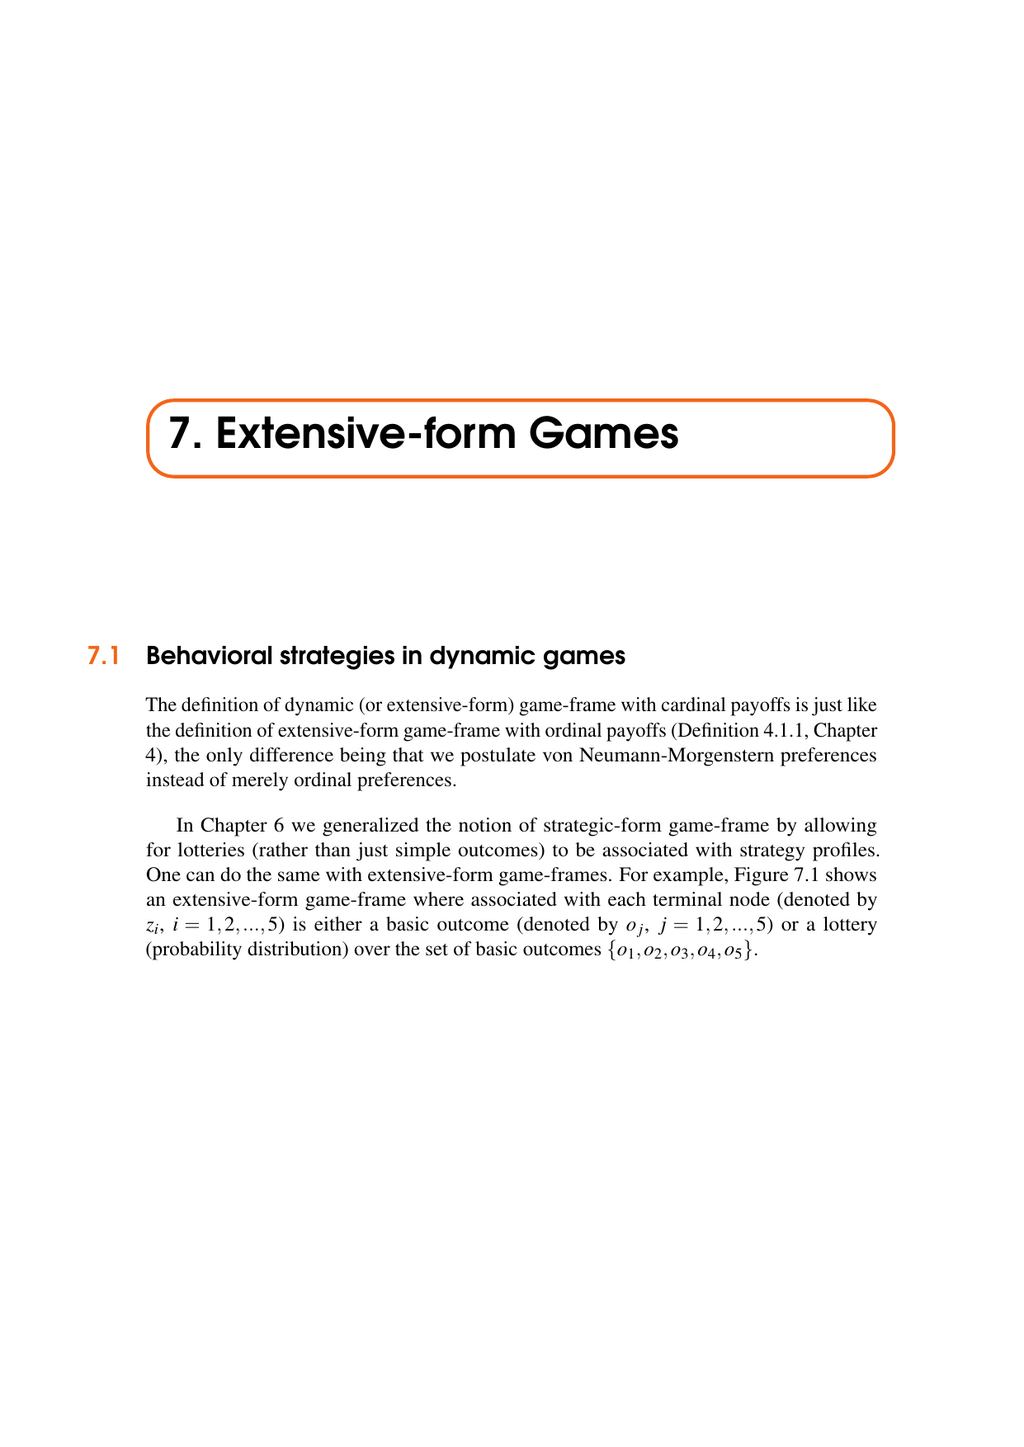 7. Extensive-form Games
7.1 Behavioral strategies in dynamic games
The definition of dynamic (or extensive-form) game-frame with cardinal payoffs is just like
the definition of extensive-form game-frame with ordinal payoffs (Definition 4.1.1, Chapter
4), the only difference being that we postulate von Neumann-Morgenstern preferences
instead of merely ordinal preferences.
In Chapter 6 we generalized the notion of strategic-form game-frame by allowing
for lotteries (rather than just simple outcomes) to be associated with strategy profiles.
One can do the same with extensive-form game-frames. For example, Figure 7.1 shows
an extensive-form game-frame where associated with each terminal node (denoted by
zᵢ, i = 1,2,...,5) is either a basic outcome (denoted by oⱼ, j = 1,2,...,5) or a lottery
(probability distribution) over the set of basic outcomes {o₁,o₂,o₃,o₄,o₅}.